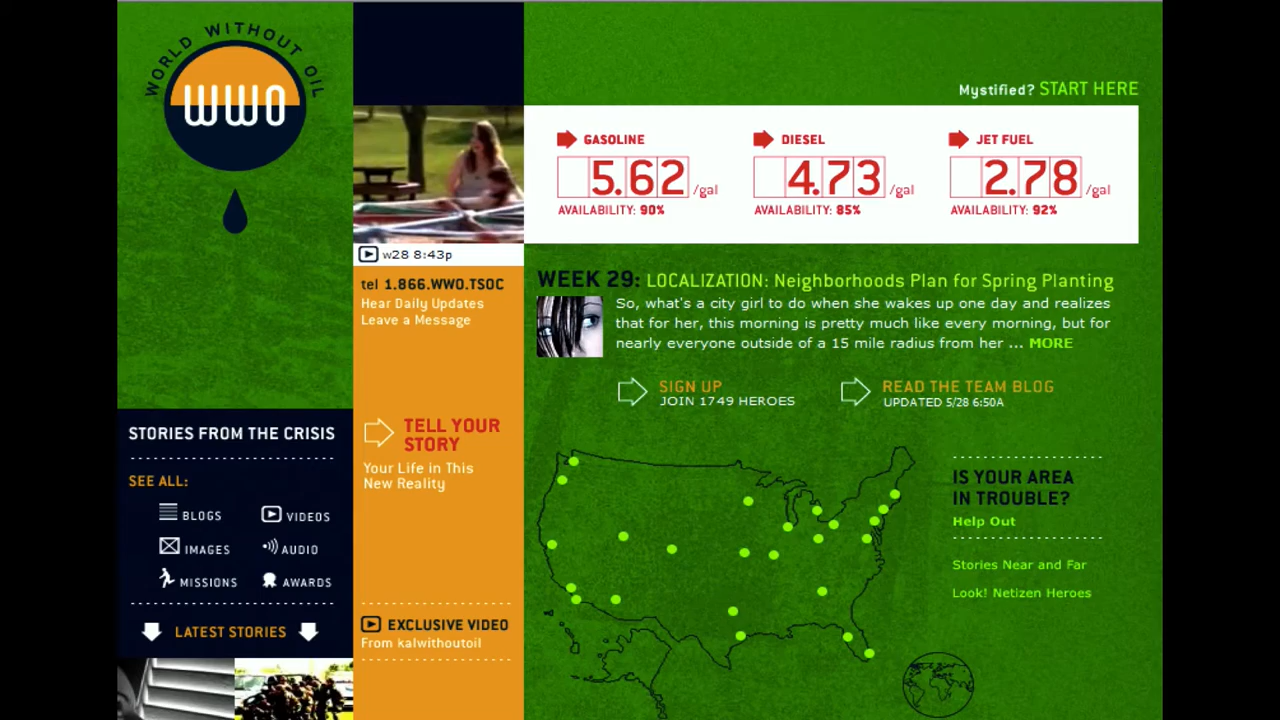 WORLD WITHOUT OIL
WWO
STORIES FROM THE CRISIS
SEE ALL:
BLOGS
VIDEOS
IMAGES
AUDIO
MISSIONS
AWARDS
LATEST STORIES
w28 8:43p
tel 1.866.WWO.TSOC
Hear Daily Updates
Leave a Message
TELL YOUR
STORY
Your Life in This
New Reality
EXCLUSIVE VIDEO
From kalwithoutoil
Mystified? START HERE
GASOLINE
5.62 /gal
AVAILABILITY: 90%
DIESEL
4.73 /gal
AVAILABILITY: 85%
JET FUEL
2.78 /gal
AVAILABILITY: 92%
WEEK 29: LOCALIZATION: Neighborhoods Plan for Spring Planting
So, what's a city girl to do when she wakes up one day and realizes
that for her, this morning is pretty much like every morning, but for
nearly everyone outside of a 15 mile radius from her ... MORE
SIGN UP
JOIN 1749 HEROES
READ THE TEAM BLOG
UPDATED 5/28 6:50A
IS YOUR AREA
IN TROUBLE?
Help Out
Stories Near and Far
Look! Netizen Heroes